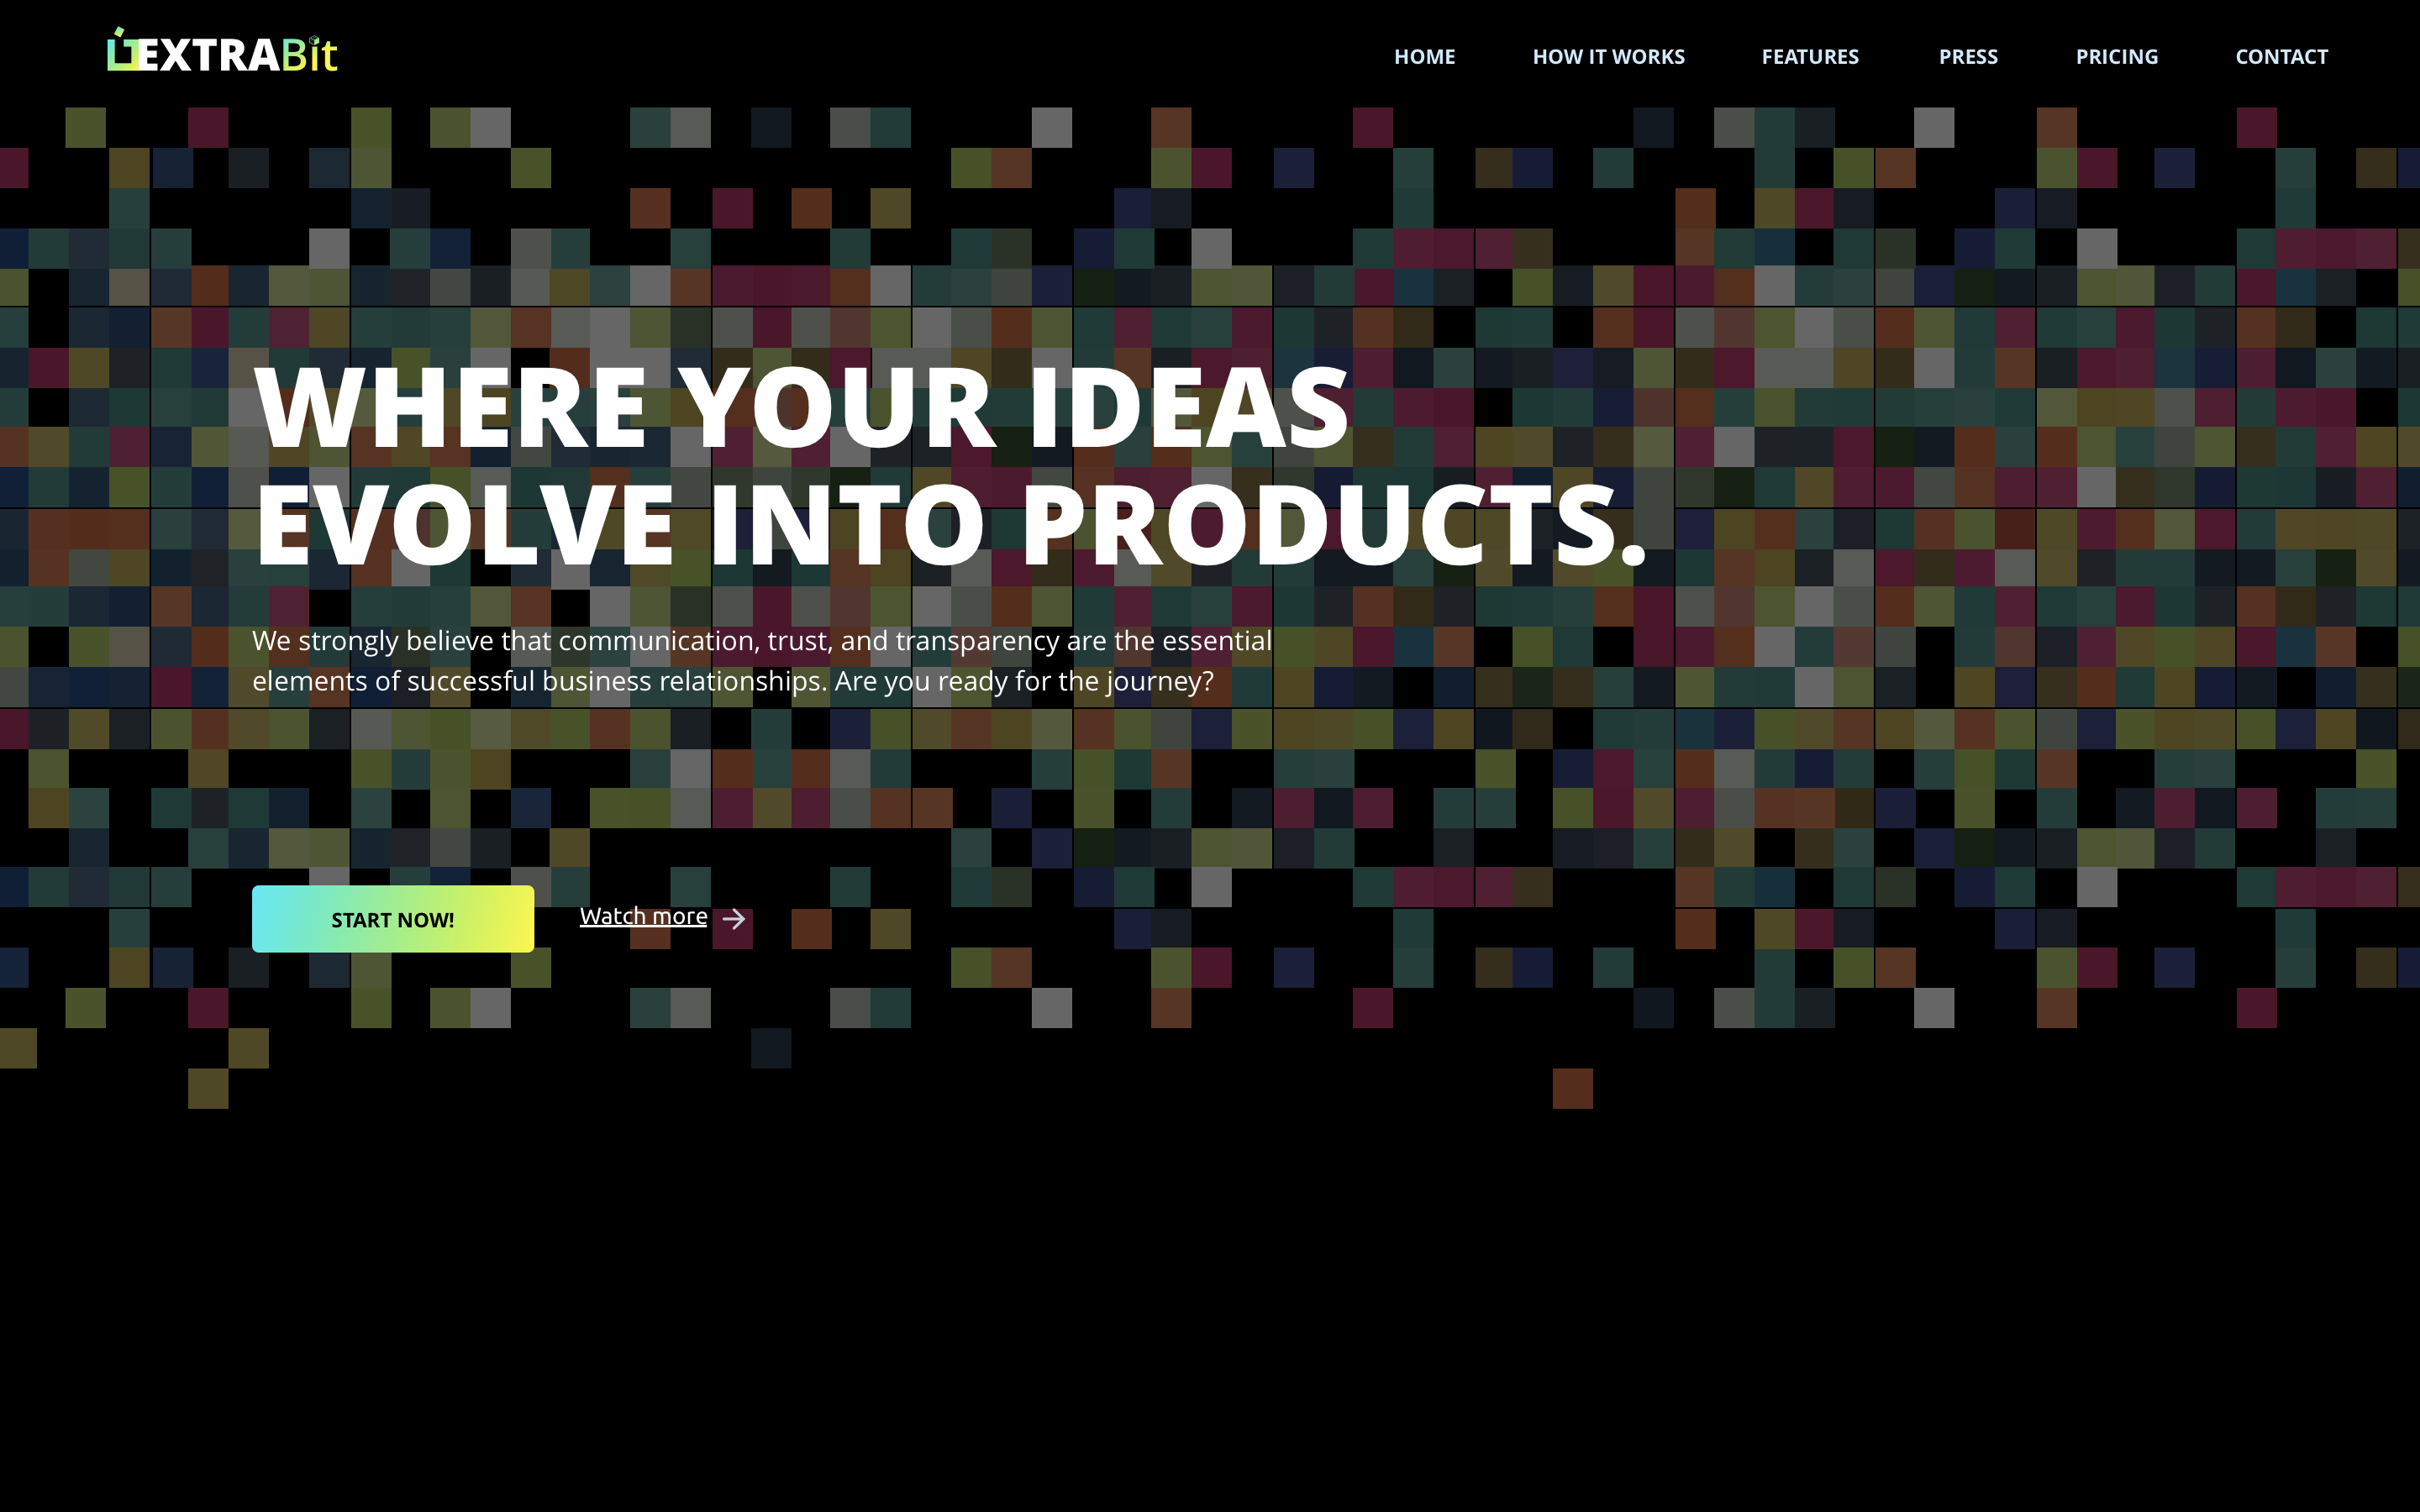 EXTRABit
HOME HOW IT WORKS FEATURES PRESS PRICING CONTACT
WHERE YOUR IDEAS
EVOLVE INTO PRODUCTS.
We strongly believe that communication, trust, and transparency are the essential
elements of successful business relationships. Are you ready for the journey?
START NOW! Watch more